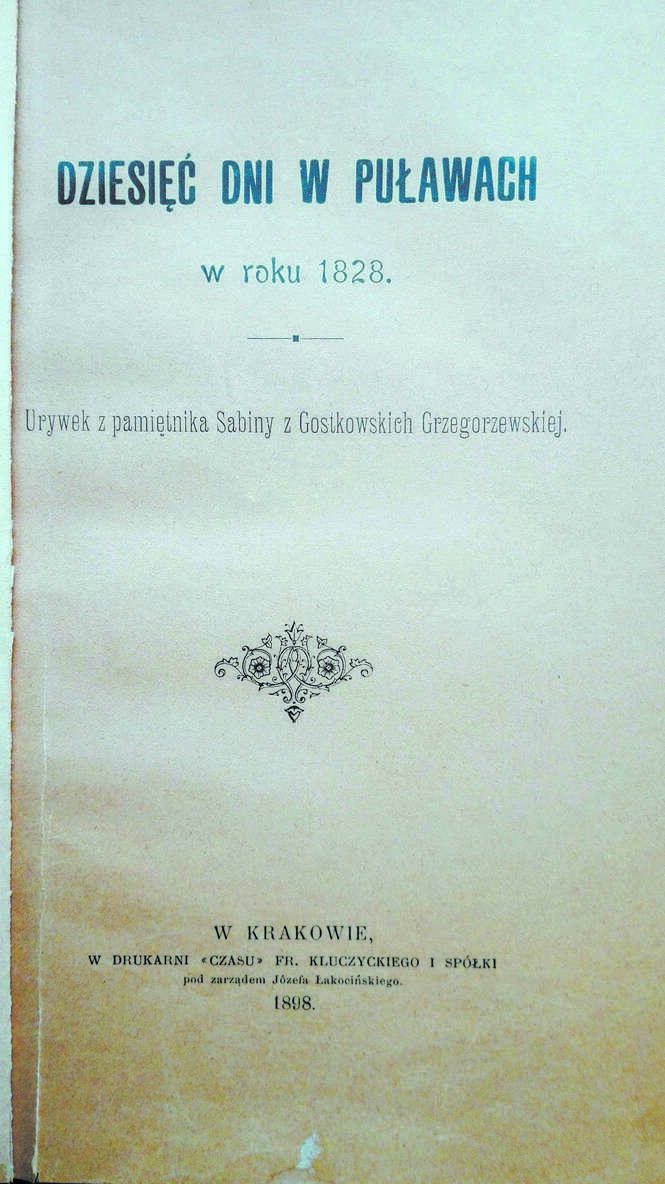 DZIESIĘĆ DNI W PUŁAWACH
w roku 1828.
Urywek z pamiętnika Sabiny z Gostkowskich Grzegorzewskiej.
W KRAKOWIE,
W DRUKARNI «CZASU» FR. KLUCZYCKIEGO I SPÓŁKI
pod zarządem Józefa Łakocińskiego.
1898.